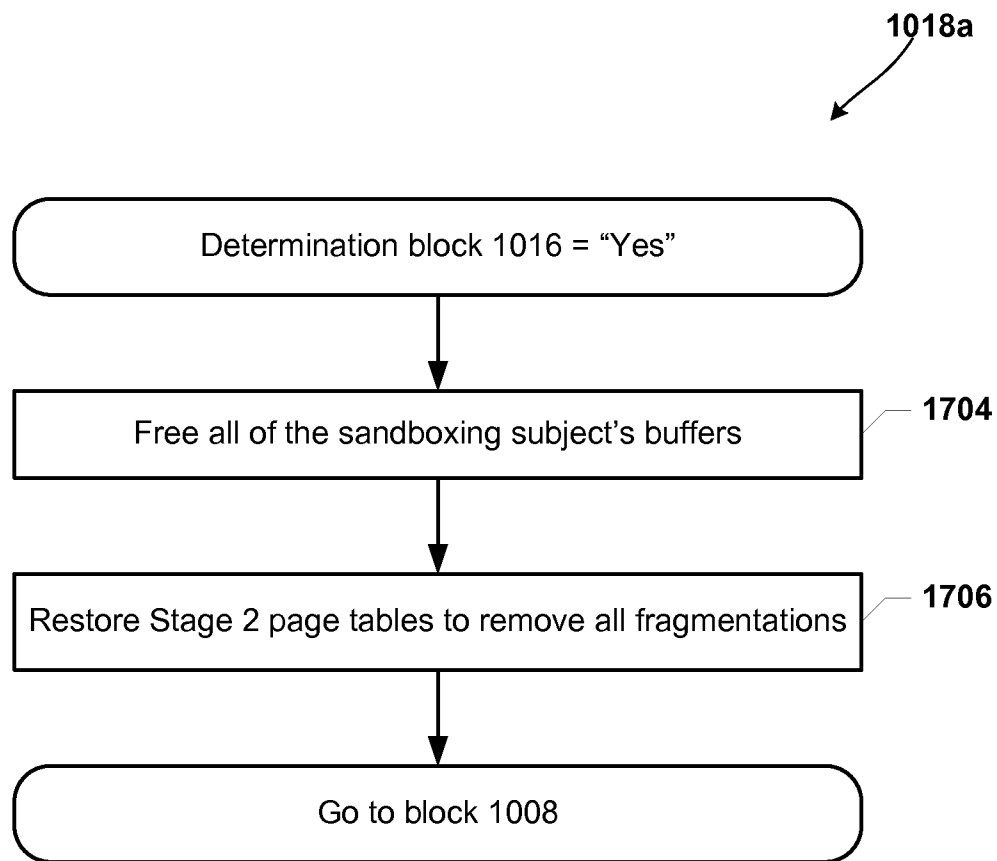 1018a
Determination block 1016 = “Yes”
Free all of the sandboxing subject’s buffers
1704
Restore Stage 2 page tables to remove all fragmentations
1706
Go to block 1008